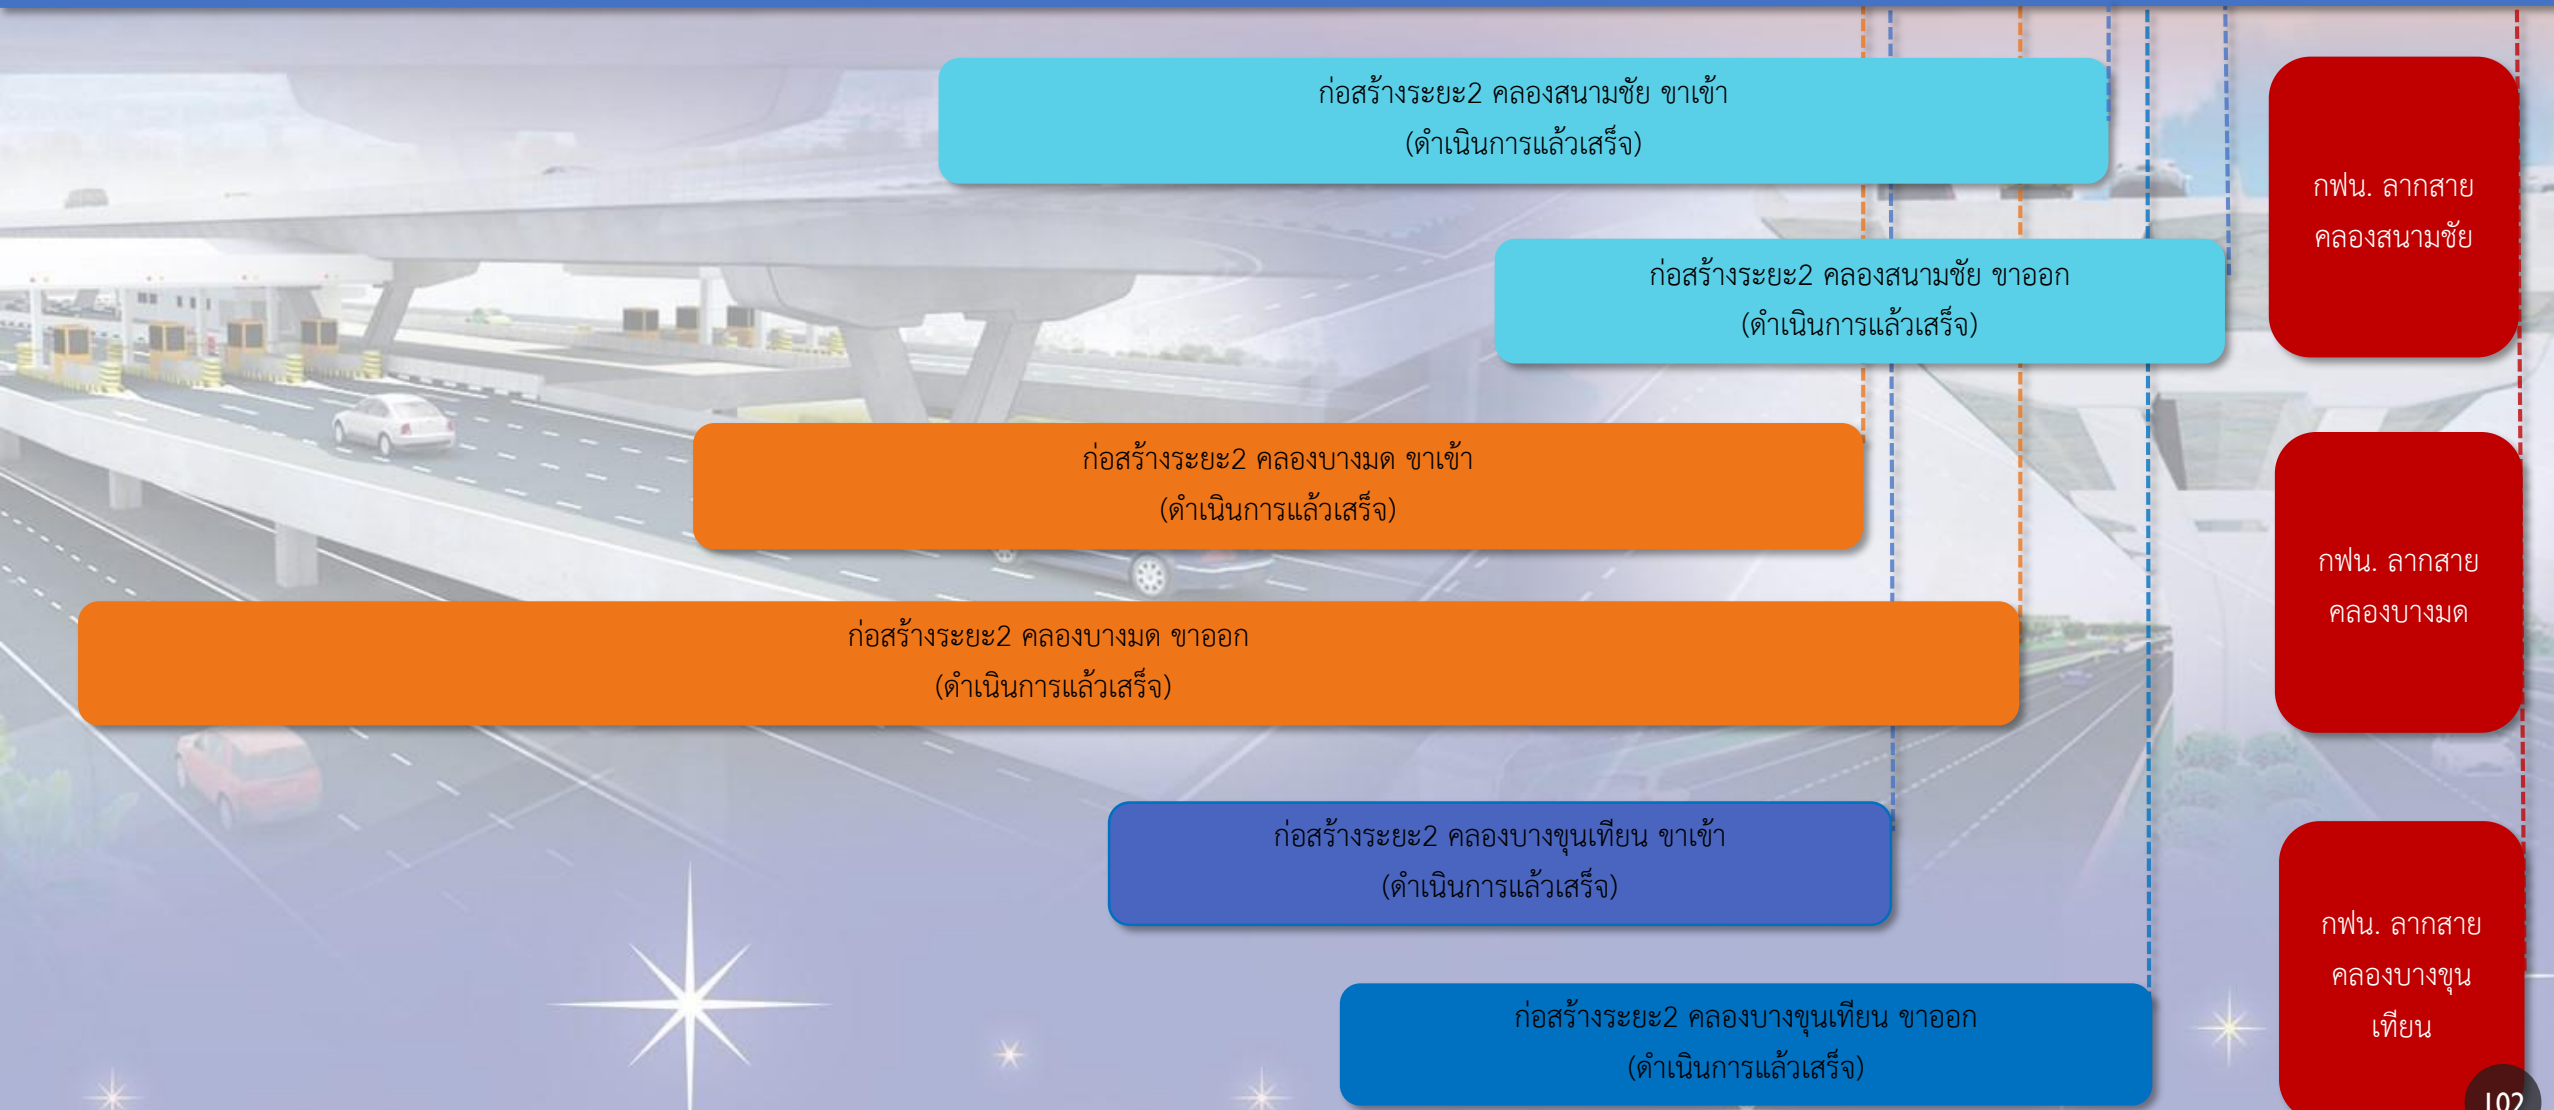 ก่อสร้างระยะ2 คลองสนามชัย ขาเข้า
(ดำเนินการแล้วเสร็จ)
กฟน. ลากสาย
คลองสนามชัย
ก่อสร้างระยะ2 คลองสนามชัย ขาออก
(ดำเนินการแล้วเสร็จ)
ก่อสร้างระยะ2 คลองบางมด ขาเข้า
(ดำเนินการแล้วเสร็จ)
กฟน. ลากสาย
คลองบางมด
ก่อสร้างระยะ2 คลองบางมด ขาออก
(ดำเนินการแล้วเสร็จ)
ก่อสร้างระยะ2 คลองบางขุนเทียน ขาเข้า
(ดำเนินการแล้วเสร็จ)
กฟน. ลากสาย
คลองบางขุน
เทียน
ก่อสร้างระยะ2 คลองบางขุนเทียน ขาออก
(ดำเนินการแล้วเสร็จ)
102